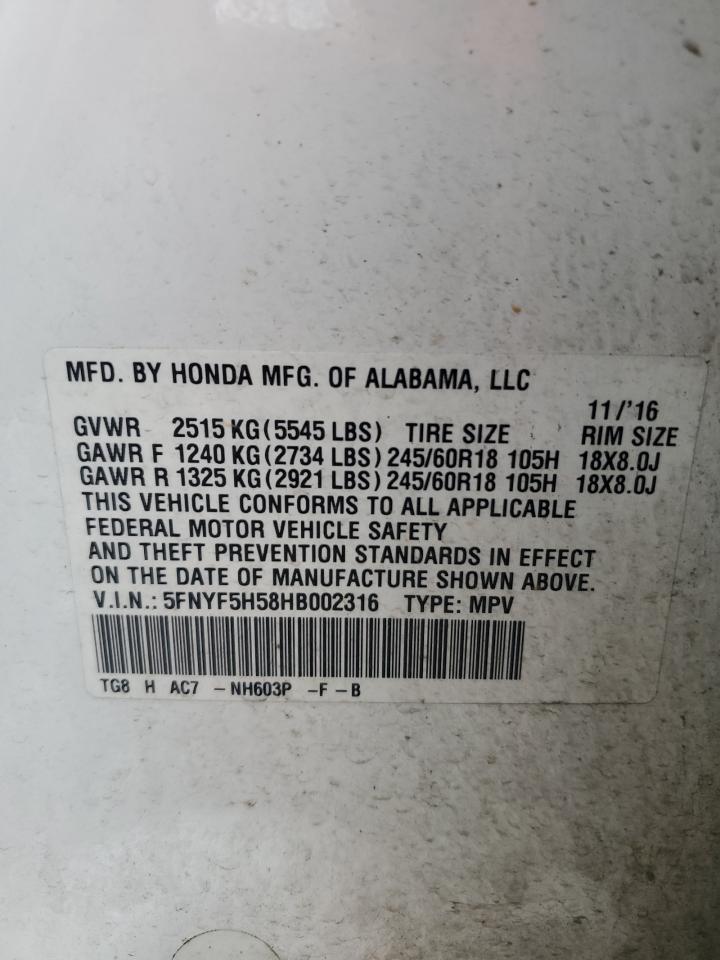 MFD. BY HONDA MFG. OF ALABAMA, LLC
11/'16
GVWR 2515 KG (5545 LBS) TIRE SIZE RIM SIZE
GAWR F 1240 KG (2734 LBS) 245/60R18 105H 18X8.0J
GAWR R 1325 KG (2921 LBS) 245/60R18 105H 18X8.0J
THIS VEHICLE CONFORMS TO ALL APPLICABLE
FEDERAL MOTOR VEHICLE SAFETY
AND THEFT PREVENTION STANDARDS IN EFFECT
ON THE DATE OF MANUFACTURE SHOWN ABOVE.
V.I.N.: 5FNYF5H58HB002316 TYPE: MPV
TG8 H AC7 - NH603P - F - B